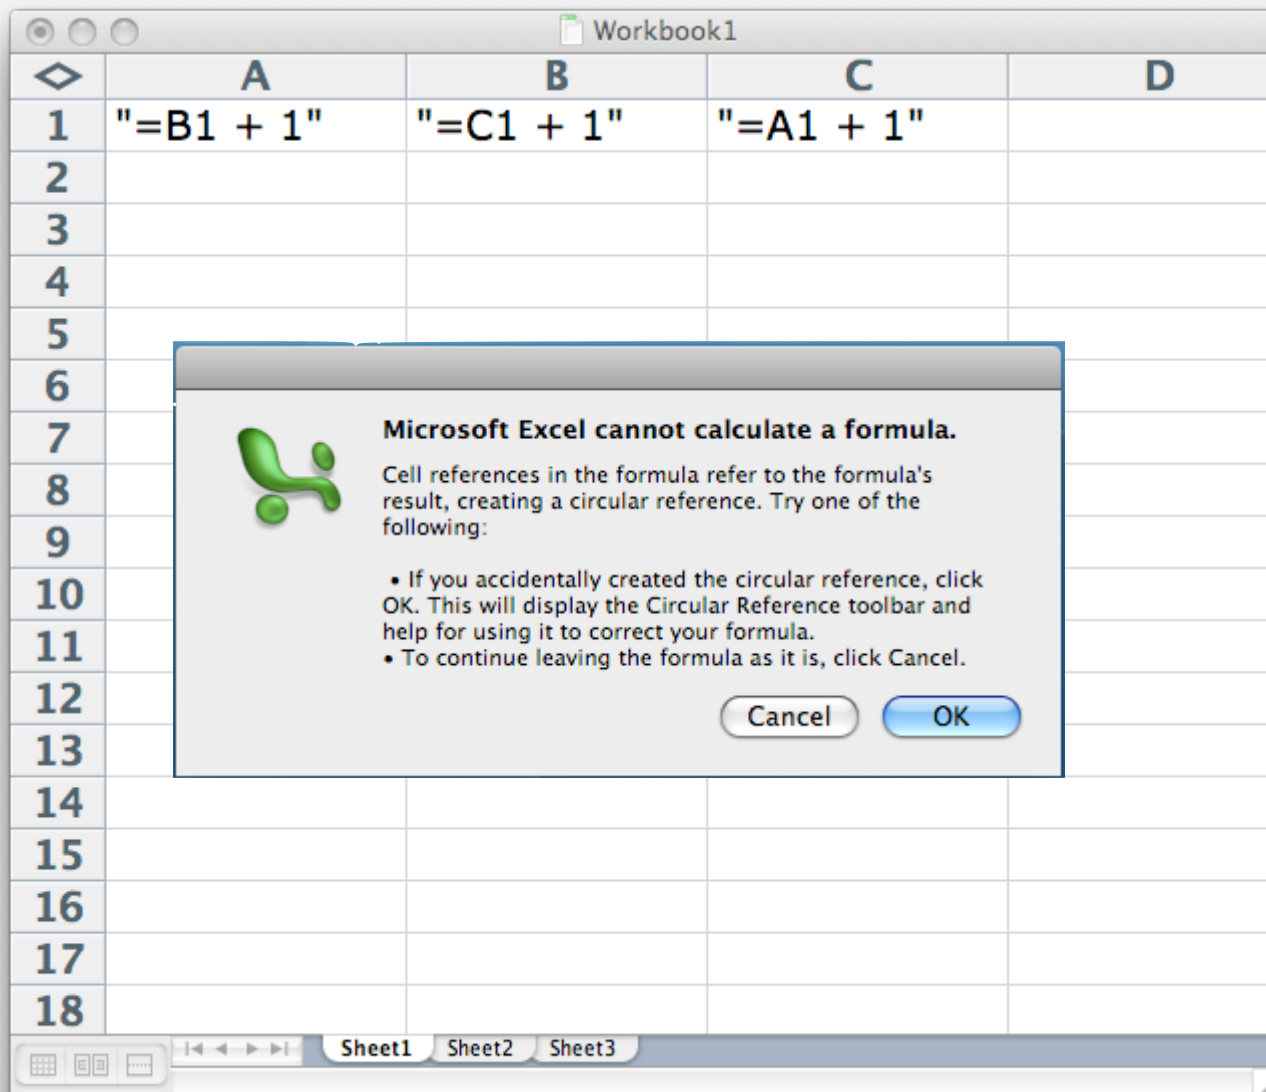 Workbook1
A B C D
1 "=B1 + 1" "=C1 + 1" "=A1 + 1"
2
3
4
5
6
7
8
9
10
11
12
13
14
15
16
17
18
Microsoft Excel cannot calculate a formula.
Cell references in the formula refer to the formula's
result, creating a circular reference. Try one of the
following:
• If you accidentally created the circular reference, click
OK. This will display the Circular Reference toolbar and
help for using it to correct your formula.
• To continue leaving the formula as it is, click Cancel.
Cancel OK
Sheet1 Sheet2 Sheet3